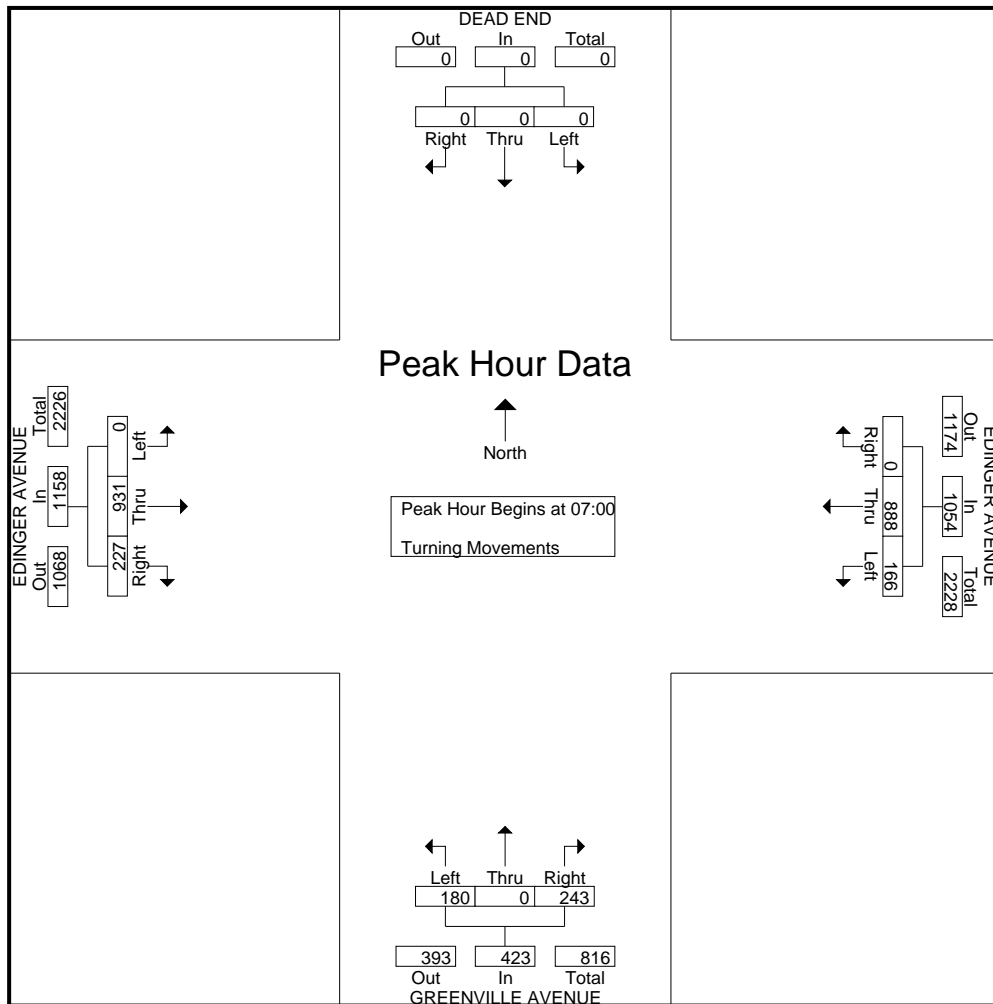 DEAD END
Out In Total
0 0 0
0 0 0
Right Thru Left
Peak Hour Data
North
Peak Hour Begins at 07:00
Turning Movements
EDINGER AVENUE
Total In Out
2226 1158 1068
0 931 227
Left Thru Right
EDINGER AVENUE
Out In Total
1174 1054 2228
0 888 166
Right Thru Left
Left Thru Right
180 0 243
393 423 816
Out In Total
GREENVILLE AVENUE